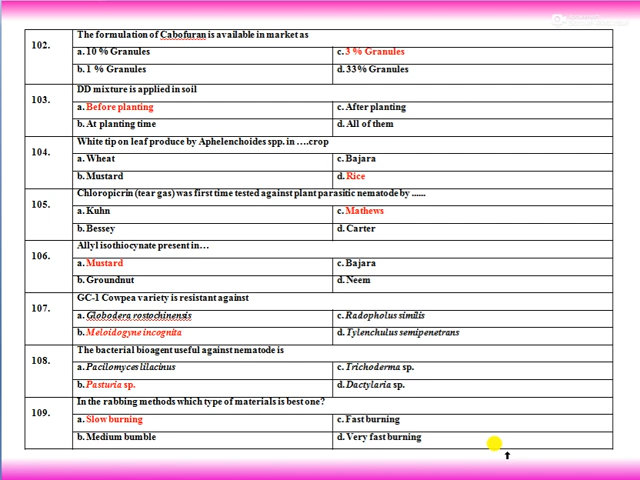 102. The formulation of Cabofuran is available in market as
a. 10 % Granules c. 3 % Granules
b. 1 % Granules d. 33% Granules
103. DD mixture is applied in soil
a. Before planting c. After planting
b. At planting time d. All of them
104. White tip on leaf produce by Aphelenchoides spp. in ….crop
a. Wheat c. Bajara
b. Mustard d. Rice
105. Chloropicrin (tear gas) was first time tested against plant parasitic nematode by ......
a. Kuhn c. Mathews
b. Bessey d. Carter
106. Allyl isothiocynate present in…
a. Mustard c. Bajara
b. Groundnut d. Neem
107. GC-1 Cowpea variety is resistant against
a. Globodera rostochinensis c. Radopholus similis
b. Meloidogyne incognita d. Tylenchulus semipenetrans
108. The bacterial bioagent useful against nematode is
a. Pacilomyces lilacinus c. Trichoderma sp.
b. Pasturia sp. d. Dactylaria sp.
109. In the rabbing methods which type of materials is best one?
a. Slow burning c. Fast burning
b. Medium bumble d. Very fast burning